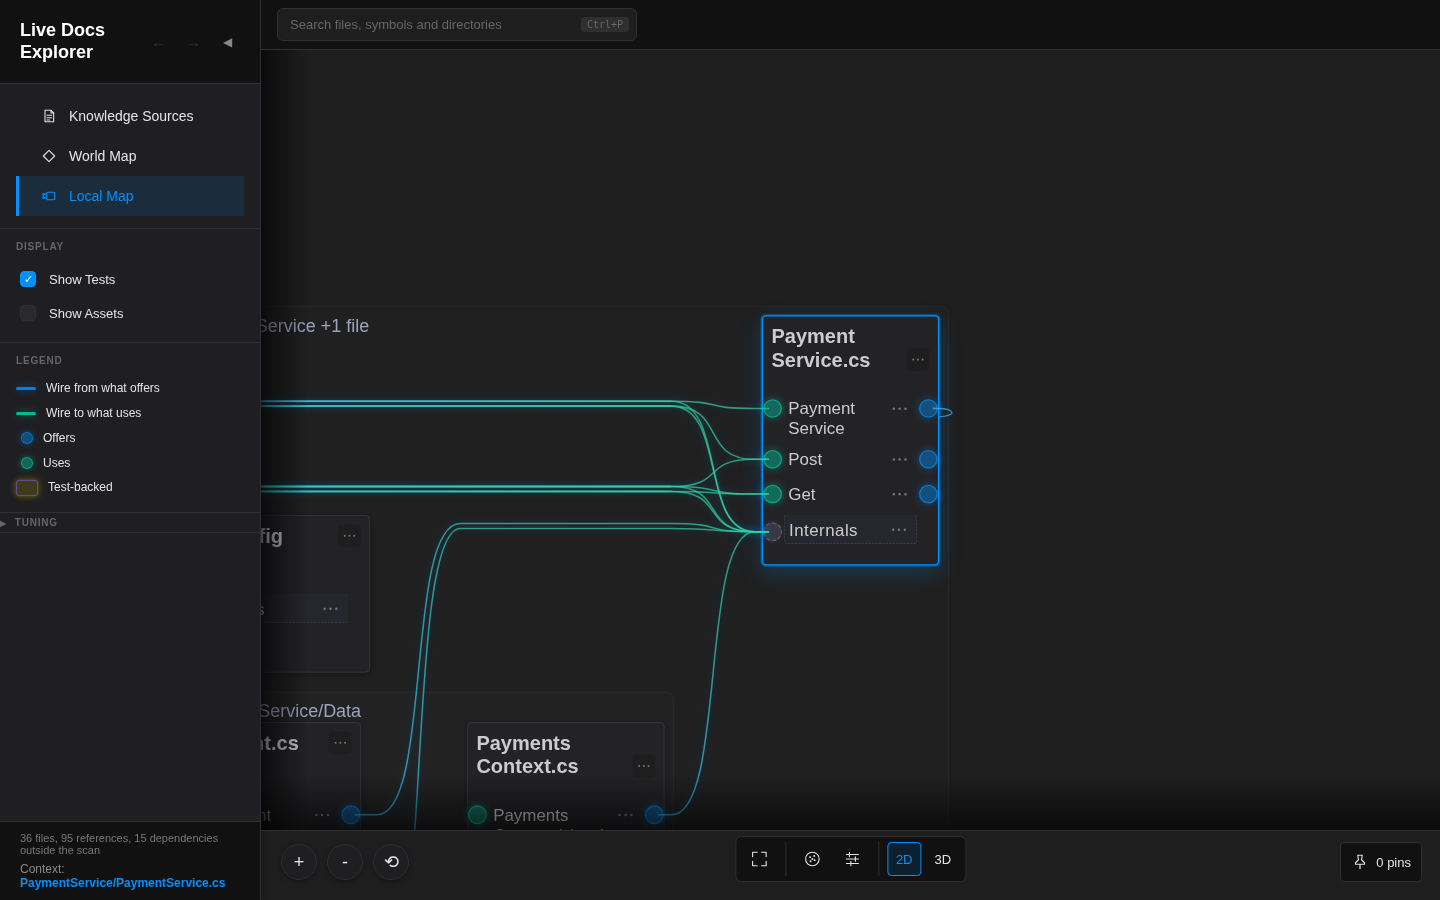 Live Docs
Explorer
Search files, symbols and directories
Ctrl+P
Knowledge Sources
World Map
Local Map
DISPLAY
Show Tests
Show Assets
LEGEND
Wire from what offers
Wire to what uses
Offers
Uses
Test-backed
TUNING
36 files, 95 references, 15 dependencies
outside the scan
Context:
PaymentService/PaymentService.cs
Service +1 file
Payment
Service.cs
Payment
Service
Post
Get
Internals
fig
s
Service/Data
nt.cs
nt
Payments
Context.cs
Payments
+
-
2D
3D
0 pins